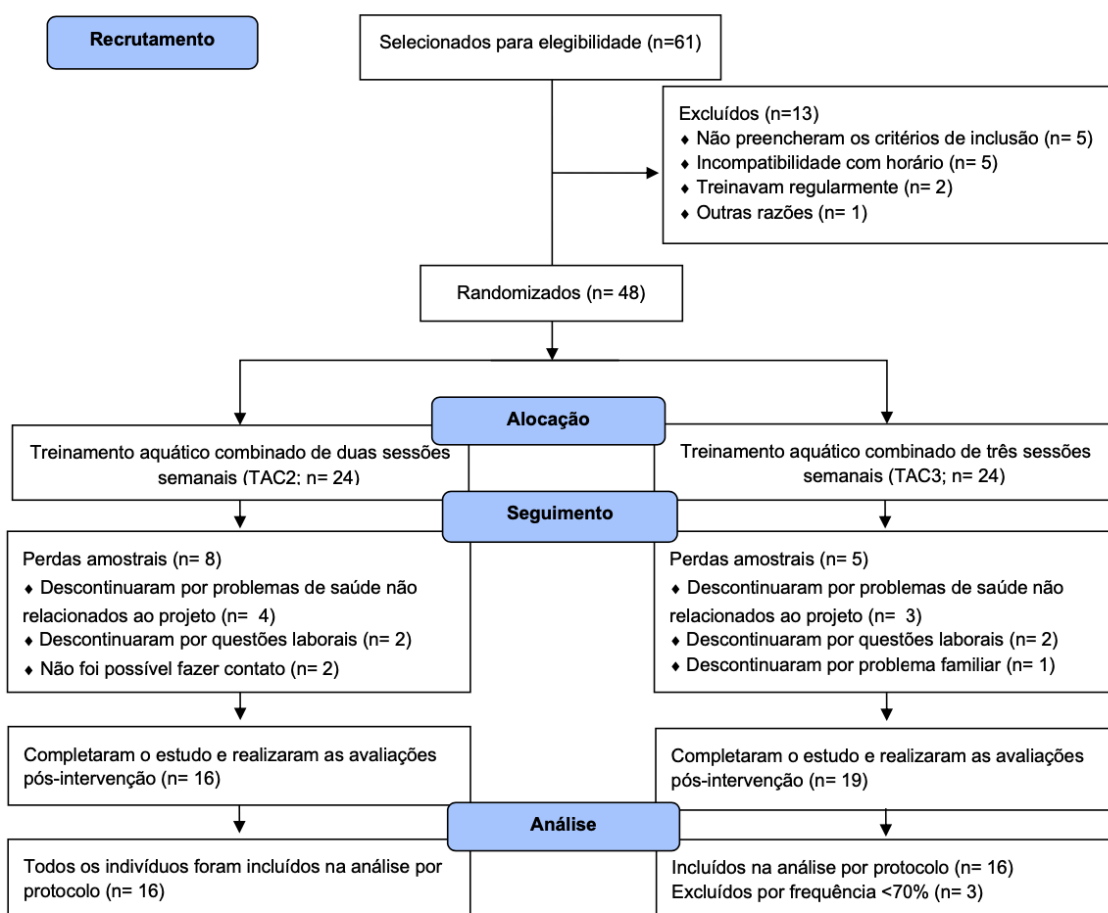 Recrutamento
Selecionados para elegibilidade (n=61)
Excluídos (n=13)
♦ Não preencheram os critérios de inclusão (n= 5)
♦ Incompatibilidade com horário (n= 5)
♦ Treinavam regularmente (n= 2)
♦ Outras razões (n= 1)
Randomizados (n= 48)
Alocação
Treinamento aquático combinado de duas sessões
semanais (TAC2; n= 24)
Treinamento aquático combinado de três sessões
semanais (TAC3; n= 24)
Seguimento
Perdas amostrais (n= 8)
♦ Descontinuaram por problemas de saúde não
relacionados ao projeto (n=  4)
♦ Descontinuaram por questões laborais (n= 2)
♦ Não foi possível fazer contato (n= 2)
Perdas amostrais (n= 5)
♦ Descontinuaram por problemas de saúde não
relacionados ao projeto (n=  3)
♦ Descontinuaram por questões laborais (n= 2)
♦ Descontinuaram por problema familiar (n= 1)
Completaram o estudo e realizaram as avaliações
pós-intervenção (n= 16)
Completaram o estudo e realizaram as avaliações
pós-intervenção (n= 19)
Análise
Todos os indivíduos foram incluídos na análise por
protocolo (n= 16)
Incluídos na análise por protocolo (n= 16)
Excluídos por frequência <70% (n= 3)